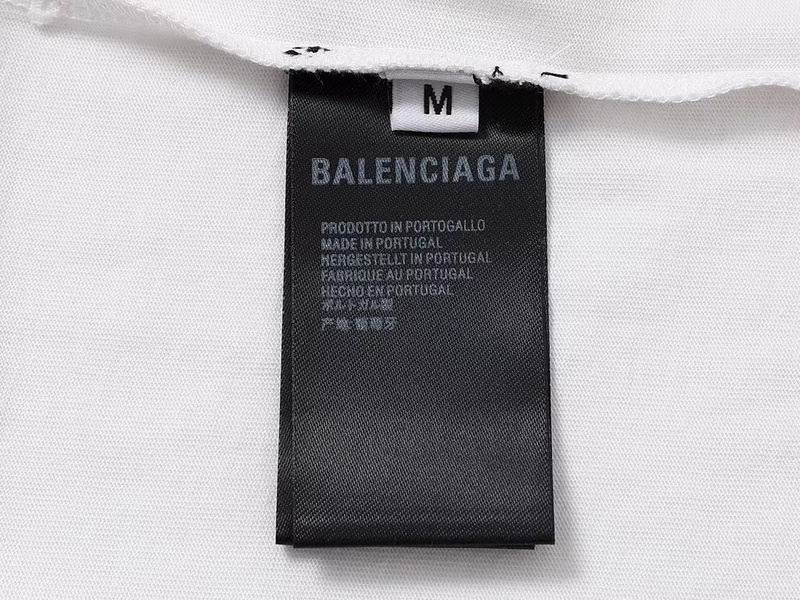 M
BALENCIAGA
PRODOTTO IN PORTOGALLO
MADE IN PORTUGAL
HERGESTELLT IN PORTUGAL
FABRIQUE AU PORTUGAL
HECHO EN PORTUGAL
ポルトガル製
产地:葡萄牙